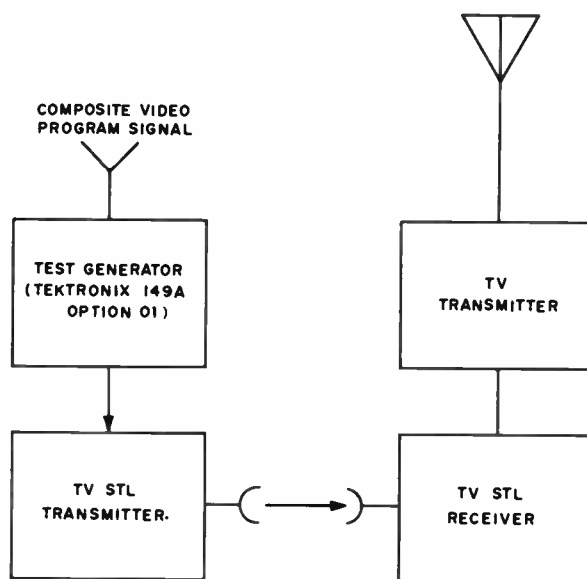 COMPOSITE VIDEO
PROGRAM SIGNAL
TEST GENERATOR
(TEKTRONIX 149A
OPTION 01)
TV STL
TRANSMITTER.
TV
TRANSMITTER
TV STL
RECEIVER